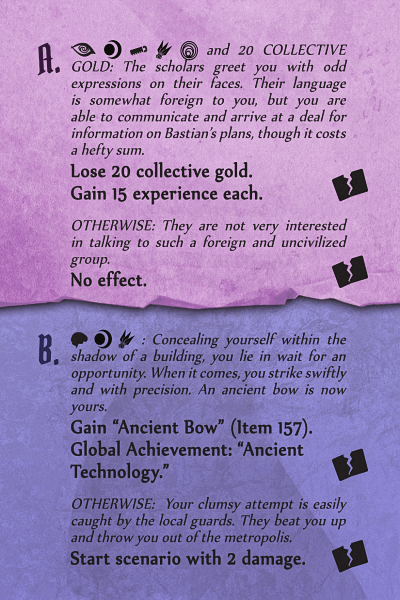 A. and 20 COLLECTIVE
GOLD: The scholars greet you with odd
expressions on their faces. Their language
is somewhat foreign to you, but you are
able to communicate and arrive at a deal for
information on Bastian's plans, though it costs
a hefty sum.
Lose 20 collective gold.
Gain 15 experience each.
OTHERWISE: They are not very interested
in talking to such a foreign and uncivilized
group.
No effect.
B. : Concealing yourself within the
shadow of a building, you lie in wait for an
opportunity. When it comes, you strike swiftly
and with precision. An ancient bow is now
yours.
Gain “Ancient Bow” (Item 157).
Global Achievement: “Ancient
Technology.”
OTHERWISE: Your clumsy attempt is easily
caught by the local guards. They beat you up
and throw you out of the metropolis.
Start scenario with 2 damage.